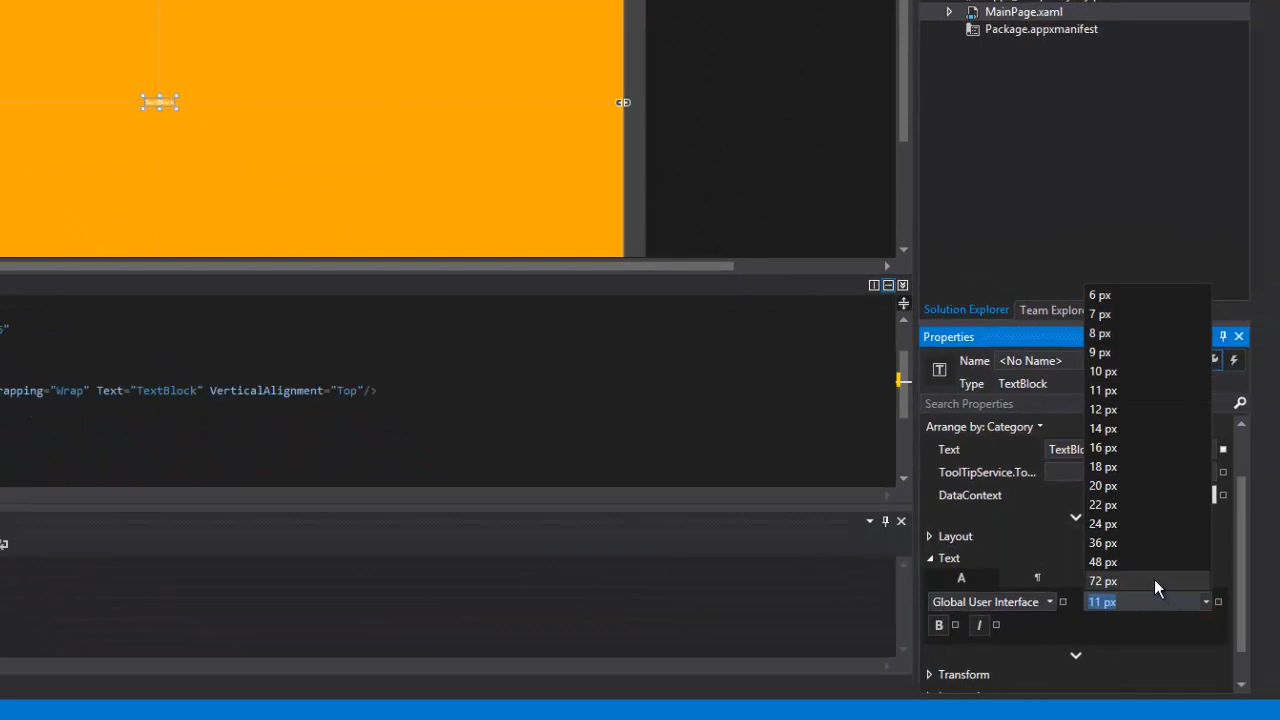 MainPage.xaml
Package.appxmanifest
rapping="Wrap" Text="TextBlock" VerticalAlignment="Top"/>
Solution Explorer Team Explor
Properties
Name <No Name>
Type TextBlock
Search Properties
Arrange by: Category
Text TextBlo
ToolTipService.To...
DataContext
Layout
Text
A ¶
Global User Interface 11 px
B I
Transform
6 px
7 px
8 px
9 px
10 px
11 px
12 px
14 px
16 px
18 px
20 px
22 px
24 px
36 px
48 px
72 px